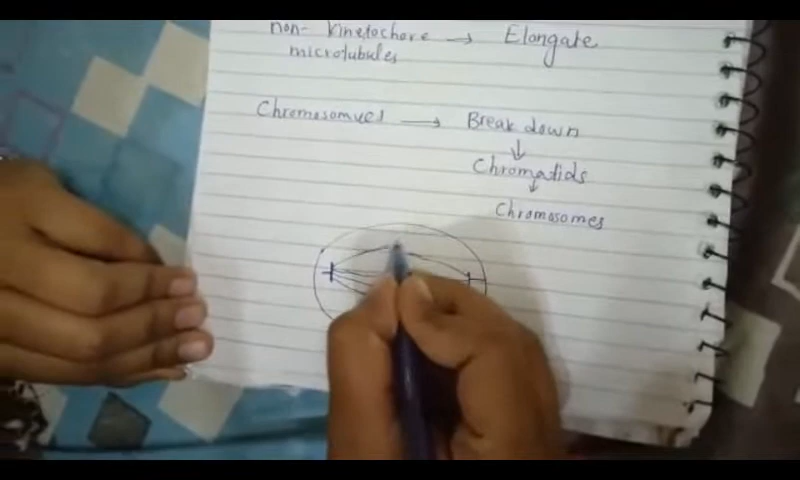 non- kinetochore → Elongate
microtubules
Chromosomes → Break down
↓
Chromatids
↓
Chromosomes